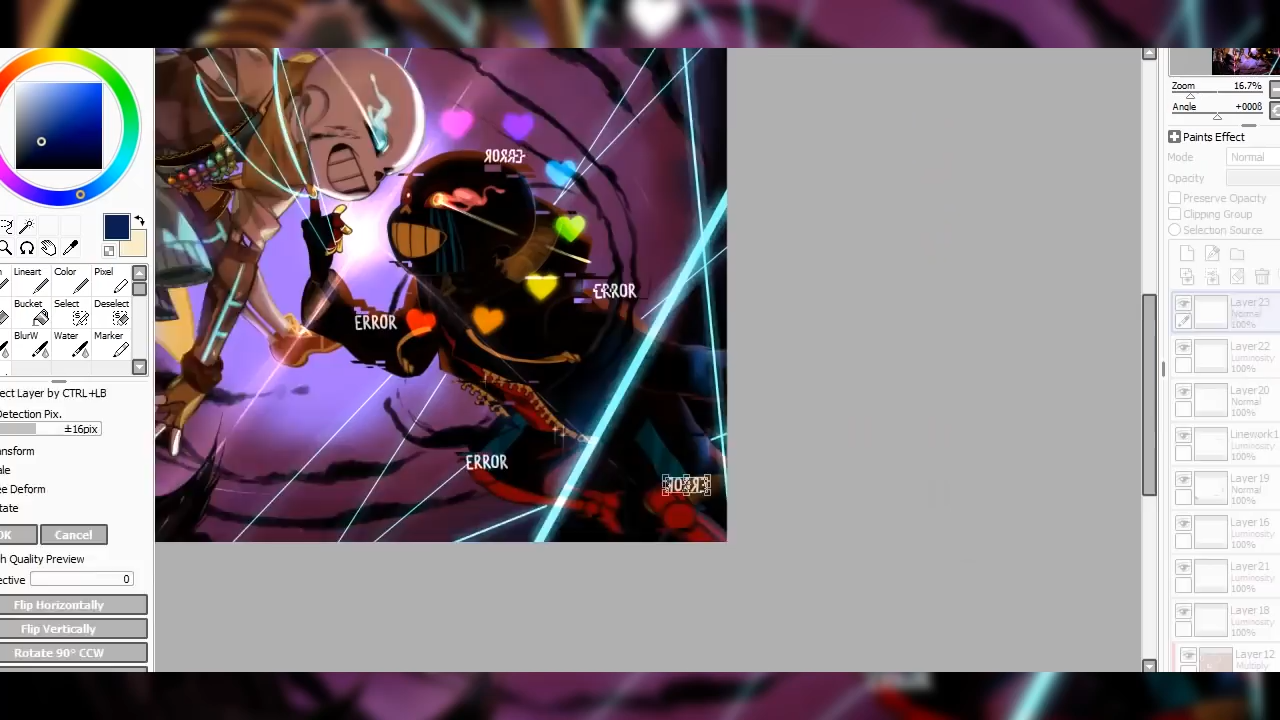 Zoom 16.7%
Angle +0008
Paints Effect
Mode Normal
Opacity
Preserve Opacity
Clipping Group
Selection Source
Lineart Color Pixel
Bucket Select Deselect
BlurW Water Marker
ect Layer by CTRL+LB
Detection Pix.
±16pix
ansform
ale
ee Deform
tate
OK Cancel
h Quality Preview
ective 0
Flip Horizontally
Flip Vertically
Rotate 90° CCW
ERROR
ERROR
ERROR
ERROR
ERROR
Layer23
Normal
100%
Layer22
Luminosity
100%
Layer20
Normal
100%
Linework1
Luminosity
100%
Layer19
Normal
100%
Layer16
Luminosity
100%
Layer21
Luminosity
100%
Layer18
Luminosity
100%
Layer12
Multiply